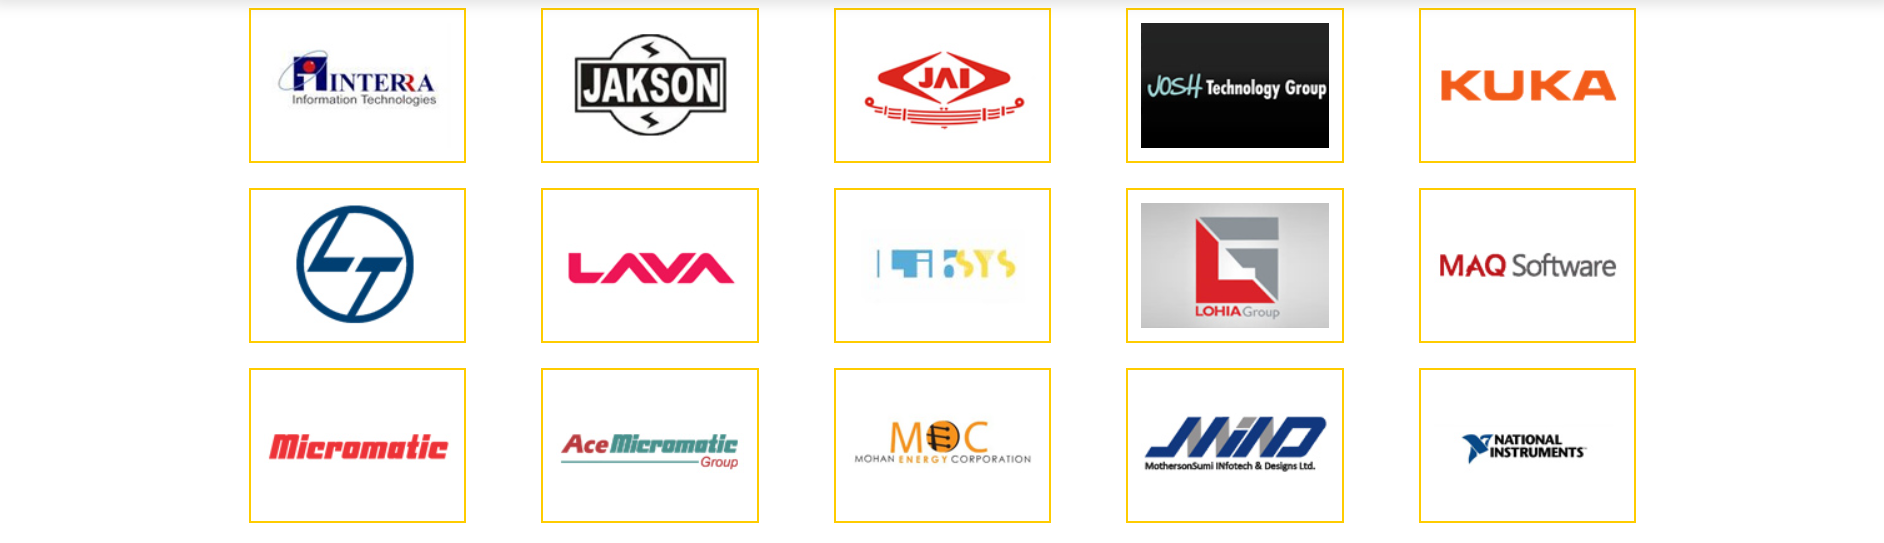 INTERRA
Information Technologies
JAKSON
JAI
JOSH Technology Group
KUKA
LT
LAVA
LOHIA Group
MAQ Software
Micromatic
Ace Micromatic
Group
MOC
MOHAN ENERGY CORPORATION
MIND
MothersonSumi INfotech & Designs Ltd.
NATIONAL
INSTRUMENTS